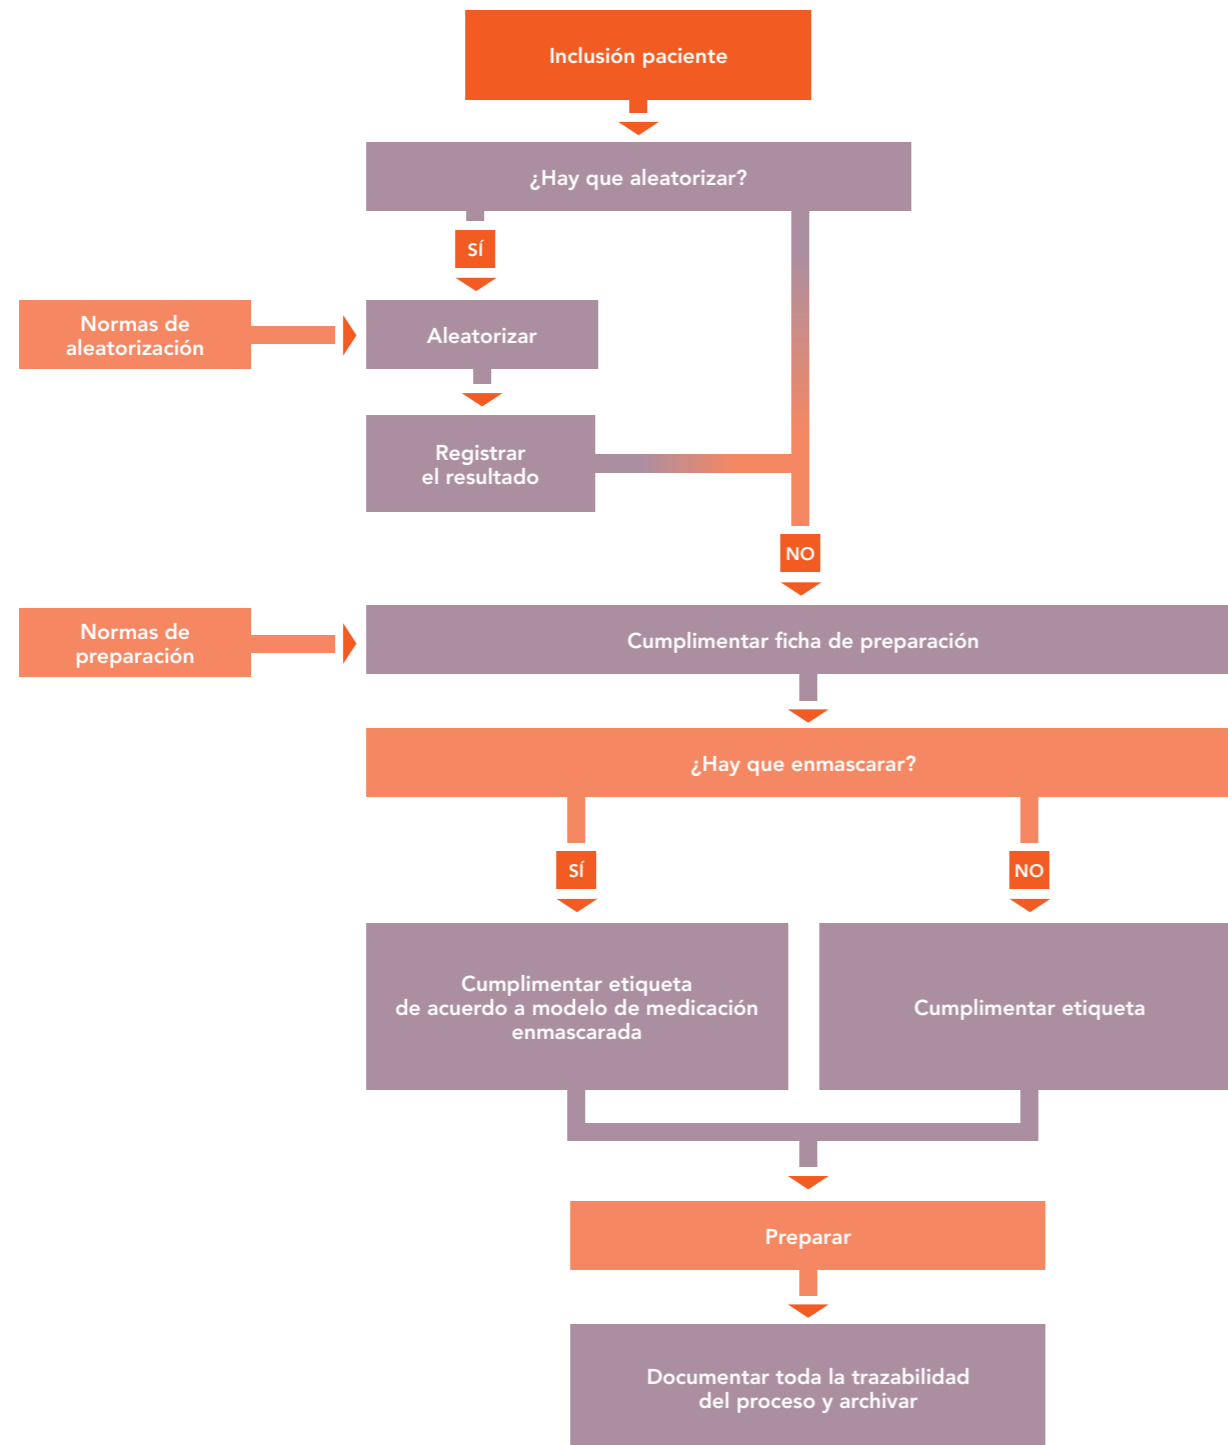 Inclusión paciente
¿Hay que aleatorizar?
SÍ
Normas de
aleatorización
Aleatorizar
Registrar
el resultado
NO
Normas de
preparación
Cumplimentar ficha de preparación
¿Hay que enmascarar?
SÍ
NO
Cumplimentar etiqueta
de acuerdo a modelo de medicación
enmascarada
Cumplimentar etiqueta
Preparar
Documentar toda la trazabilidad
del proceso y archivar